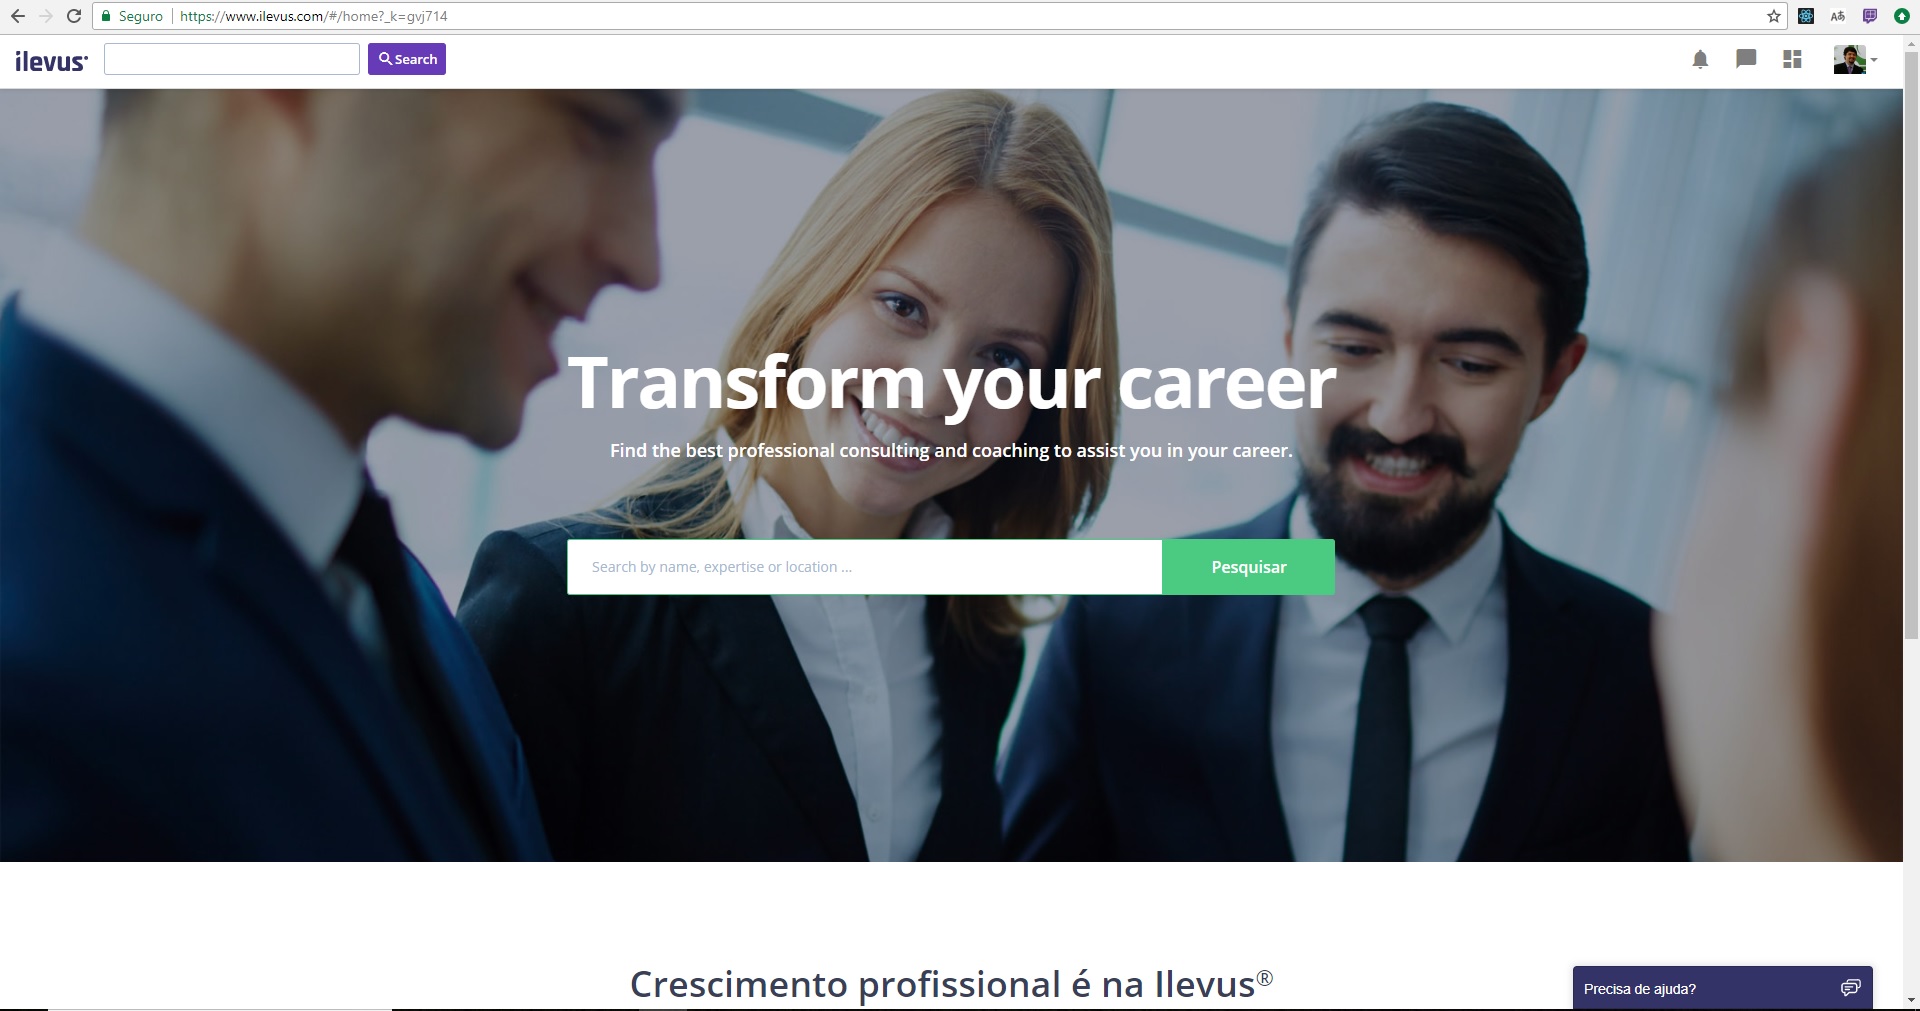 Seguro
https://www.ilevus.com/#/home?_k=gvj714
ilevus
Search
Transform your career
Find the best professional consulting and coaching to assist you in your career.
Search by name, expertise or location ...
Pesquisar
Crescimento profissional é na Ilevus®
Precisa de ajuda?